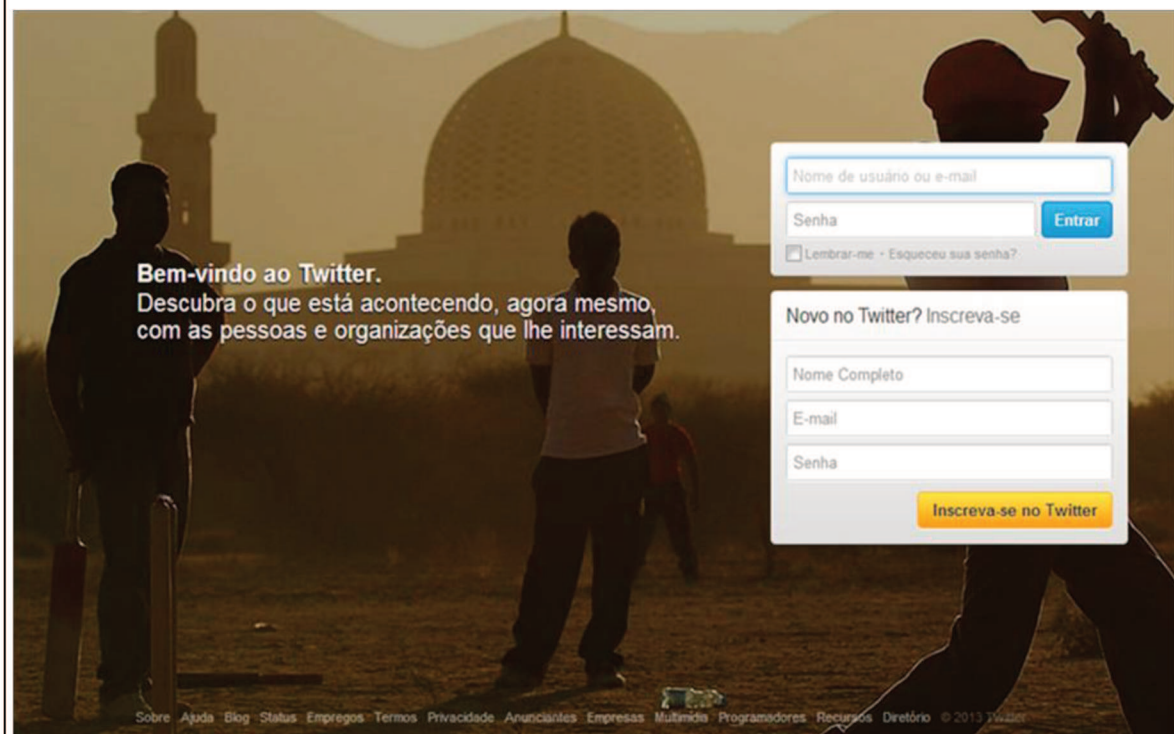 Nome de usuário ou e-mail
Senha
Entrar
Lembrar-me · Esqueceu sua senha?
Bem-vindo ao Twitter.
Descubra o que está acontecendo, agora mesmo,
com as pessoas e organizações que lhe interessam.
Novo no Twitter? Inscreva-se
Nome Completo
E-mail
Senha
Inscreva-se no Twitter
Sobre Ajuda Blog Status Empregos Termos Privacidade Anunciantes Empresas Multimídia Programadores Recursos Diretório © 2013 Twitter